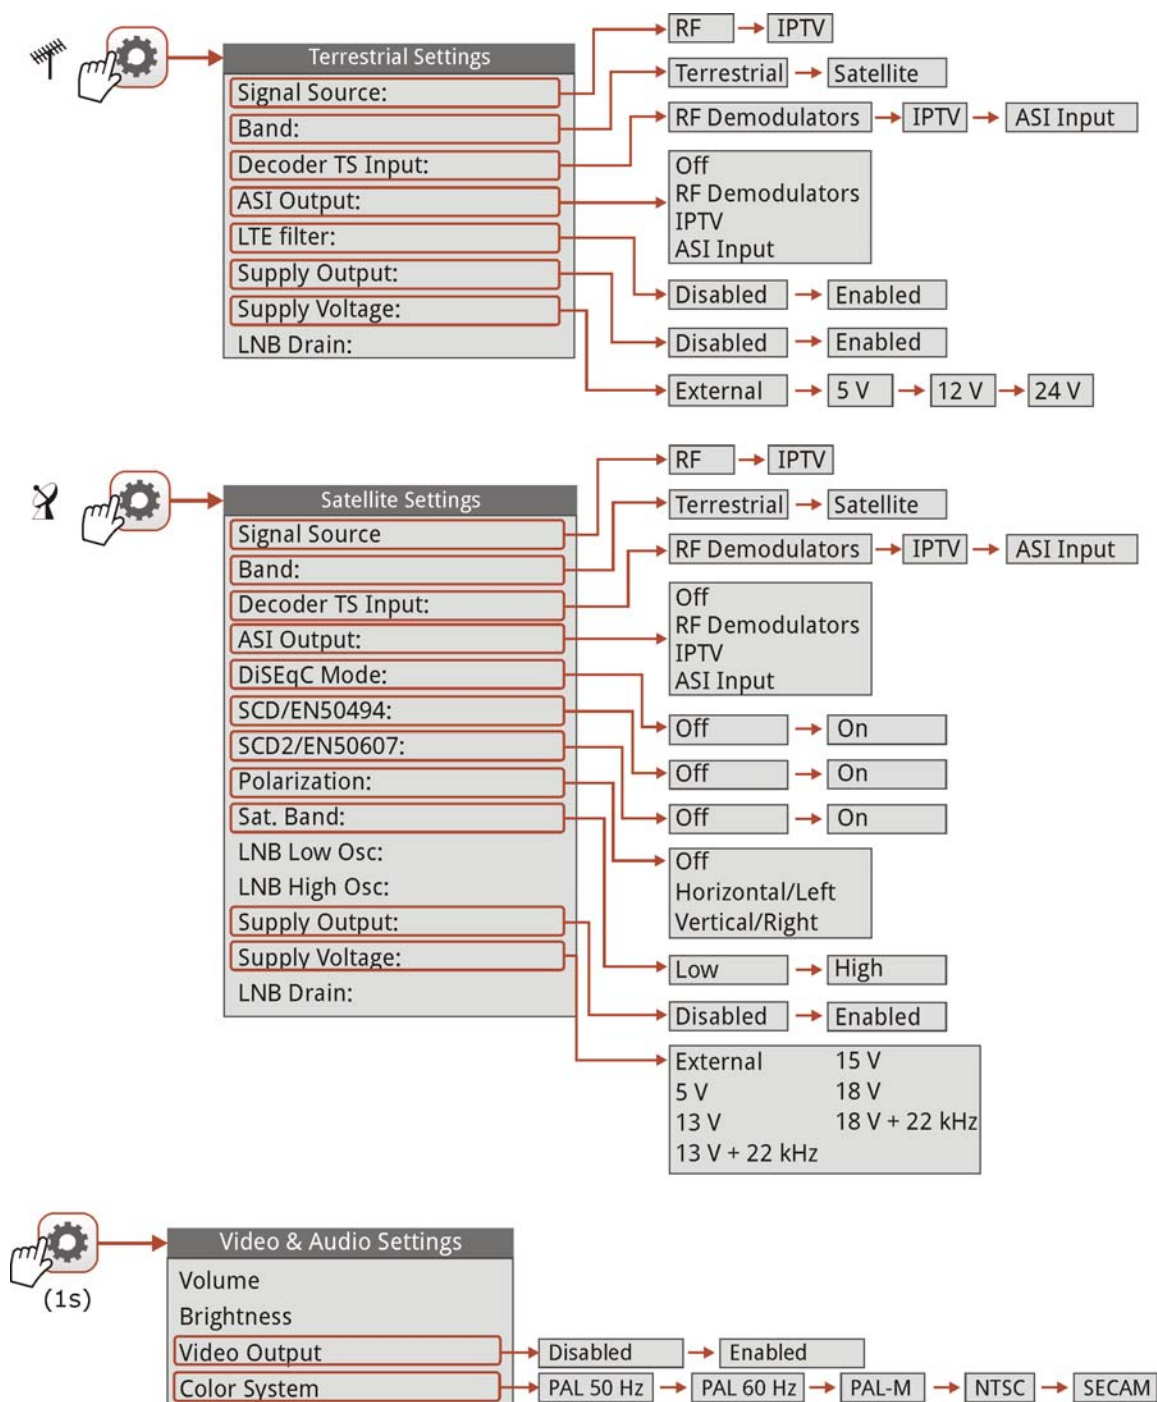 Terrestrial Settings
Signal Source:
RF IPTV
Band:
Terrestrial Satellite
Decoder TS Input:
RF Demodulators IPTV ASI Input
ASI Output:
Off
RF Demodulators
IPTV
ASI Input
LTE filter:
Disabled Enabled
Supply Output:
Disabled Enabled
Supply Voltage:
External 5 V 12 V 24 V
LNB Drain:
Satellite Settings
Signal Source
RF IPTV
Band:
Terrestrial Satellite
Decoder TS Input:
RF Demodulators IPTV ASI Input
ASI Output:
Off
RF Demodulators
IPTV
ASI Input
DiSEqC Mode:
Off On
SCD/EN50494:
Off On
SCD2/EN50607:
Off On
Polarization:
Off
Horizontal/Left
Vertical/Right
Sat. Band:
Low High
LNB Low Osc:
LNB High Osc:
Supply Output:
Disabled Enabled
Supply Voltage:
External 15 V
5 V 18 V
13 V 18 V + 22 kHz
13 V + 22 kHz
LNB Drain:
(1s)
Video & Audio Settings
Volume
Brightness
Video Output
Disabled Enabled
Color System
PAL 50 Hz PAL 60 Hz PAL-M NTSC SECAM